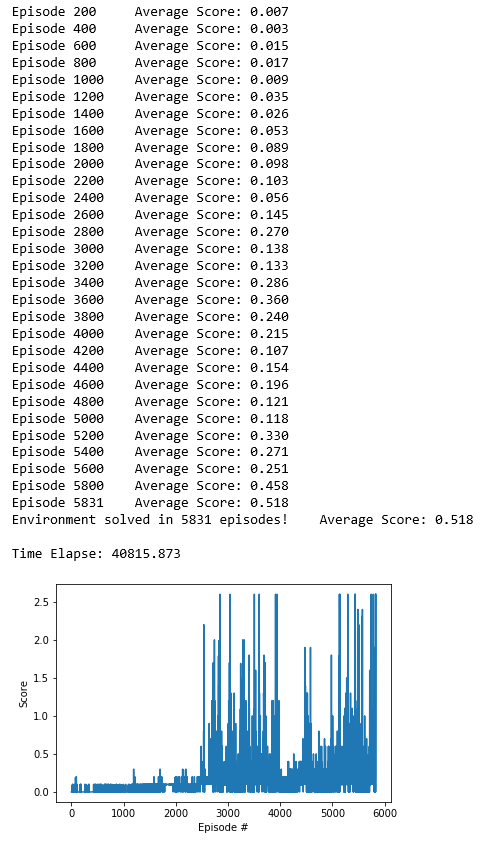 Episode 200 Average Score: 0.007
Episode 400 Average Score: 0.003
Episode 600 Average Score: 0.015
Episode 800 Average Score: 0.017
Episode 1000 Average Score: 0.009
Episode 1200 Average Score: 0.035
Episode 1400 Average Score: 0.026
Episode 1600 Average Score: 0.053
Episode 1800 Average Score: 0.089
Episode 2000 Average Score: 0.098
Episode 2200 Average Score: 0.103
Episode 2400 Average Score: 0.056
Episode 2600 Average Score: 0.145
Episode 2800 Average Score: 0.270
Episode 3000 Average Score: 0.138
Episode 3200 Average Score: 0.133
Episode 3400 Average Score: 0.286
Episode 3600 Average Score: 0.360
Episode 3800 Average Score: 0.240
Episode 4000 Average Score: 0.215
Episode 4200 Average Score: 0.107
Episode 4400 Average Score: 0.154
Episode 4600 Average Score: 0.196
Episode 4800 Average Score: 0.121
Episode 5000 Average Score: 0.118
Episode 5200 Average Score: 0.330
Episode 5400 Average Score: 0.271
Episode 5600 Average Score: 0.251
Episode 5800 Average Score: 0.458
Episode 5831 Average Score: 0.518
Environment solved in 5831 episodes! Average Score: 0.518
Time Elapse: 40815.873
2.5
2.0
1.5
1.0
0.5
0.0
Score
0 1000 2000 3000 4000 5000 6000
Episode #